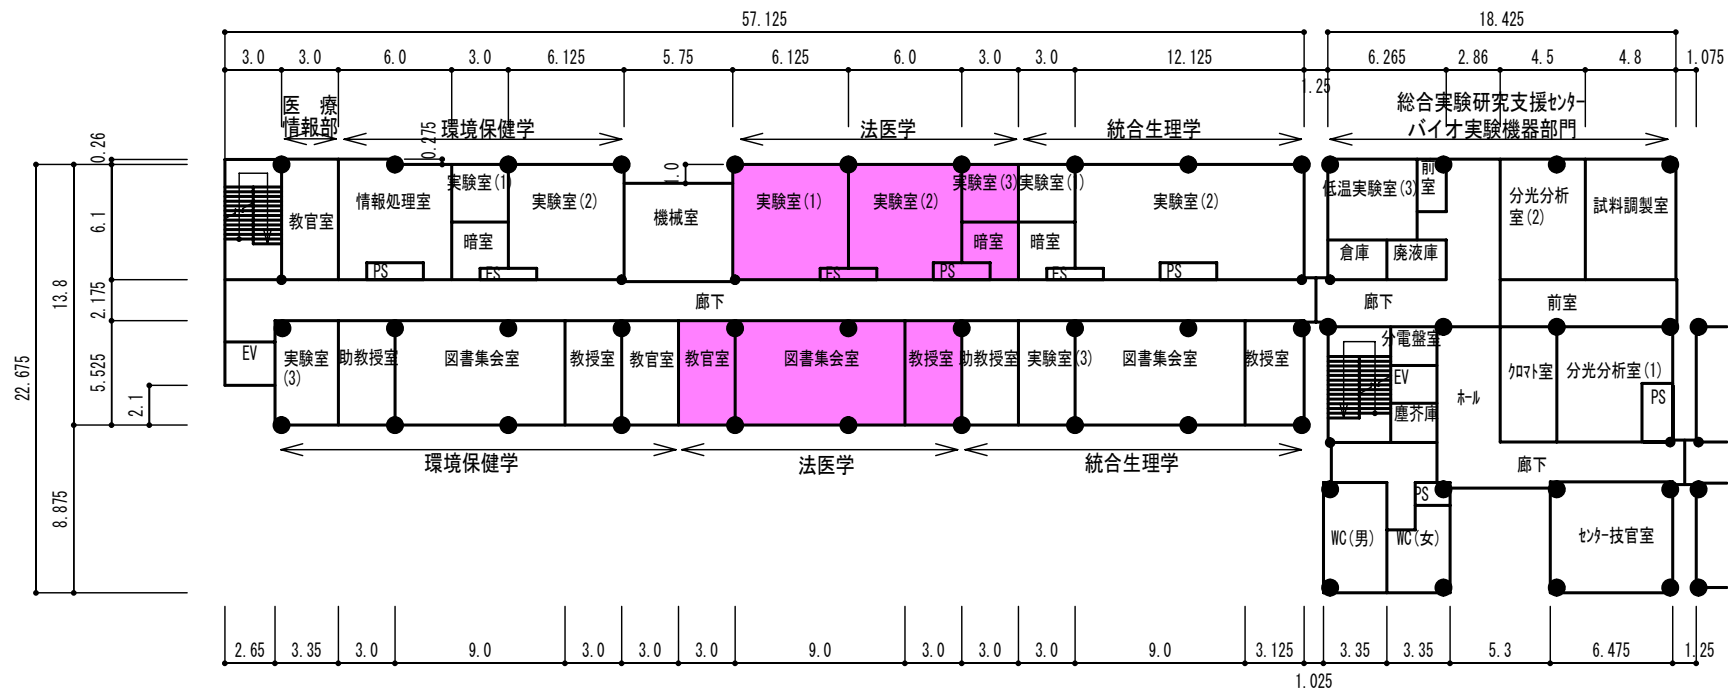 57.125
18.425
3.0
3.0
6.0
3.0
6.125
5.75
6.125
6.0
3.0
3.0
12.125
6.265
2.86
4.5
4.8
1.075
1.25
医 療
情報部
環境保健学
法医学
統合生理学
総合実験研究支援ｾﾝﾀｰ
バイオ実験機器部門
0.26
0.275
1.0
教官室
情報処理室
実験室(1)
暗室
実験室(2)
機械室
実験室(1)
実験室(2)
実験室(3)
暗室
実験室(1)
暗室
実験室(2)
低温実験室(3)
前
室
倉庫
廃液庫
分光分析
室(2)
試料調製室
PS
ES
ES
PS
ES
PS
6.1
2.175
5.525
13.8
22.675
2.1
8.875
廊下
廊下
前室
EV
実験室
(3)
助教授室
図書集会室
教授室
教官室
教官室
図書集会室
教授室
助教授室
実験室(3)
図書集会室
教授室
分電盤室
EV
塵芥庫
ﾎｰﾙ
ｸﾛﾏﾄ室
分光分析室(1)
PS
環境保健学
法医学
統合生理学
廊下
PS
WC(男)
WC(女)
ｾﾝﾀｰ技官室
2.65
3.35
3.0
9.0
3.0
3.0
3.0
9.0
3.0
3.0
3.0
9.0
3.125
3.35
3.35
5.3
6.475
1.25
1.025